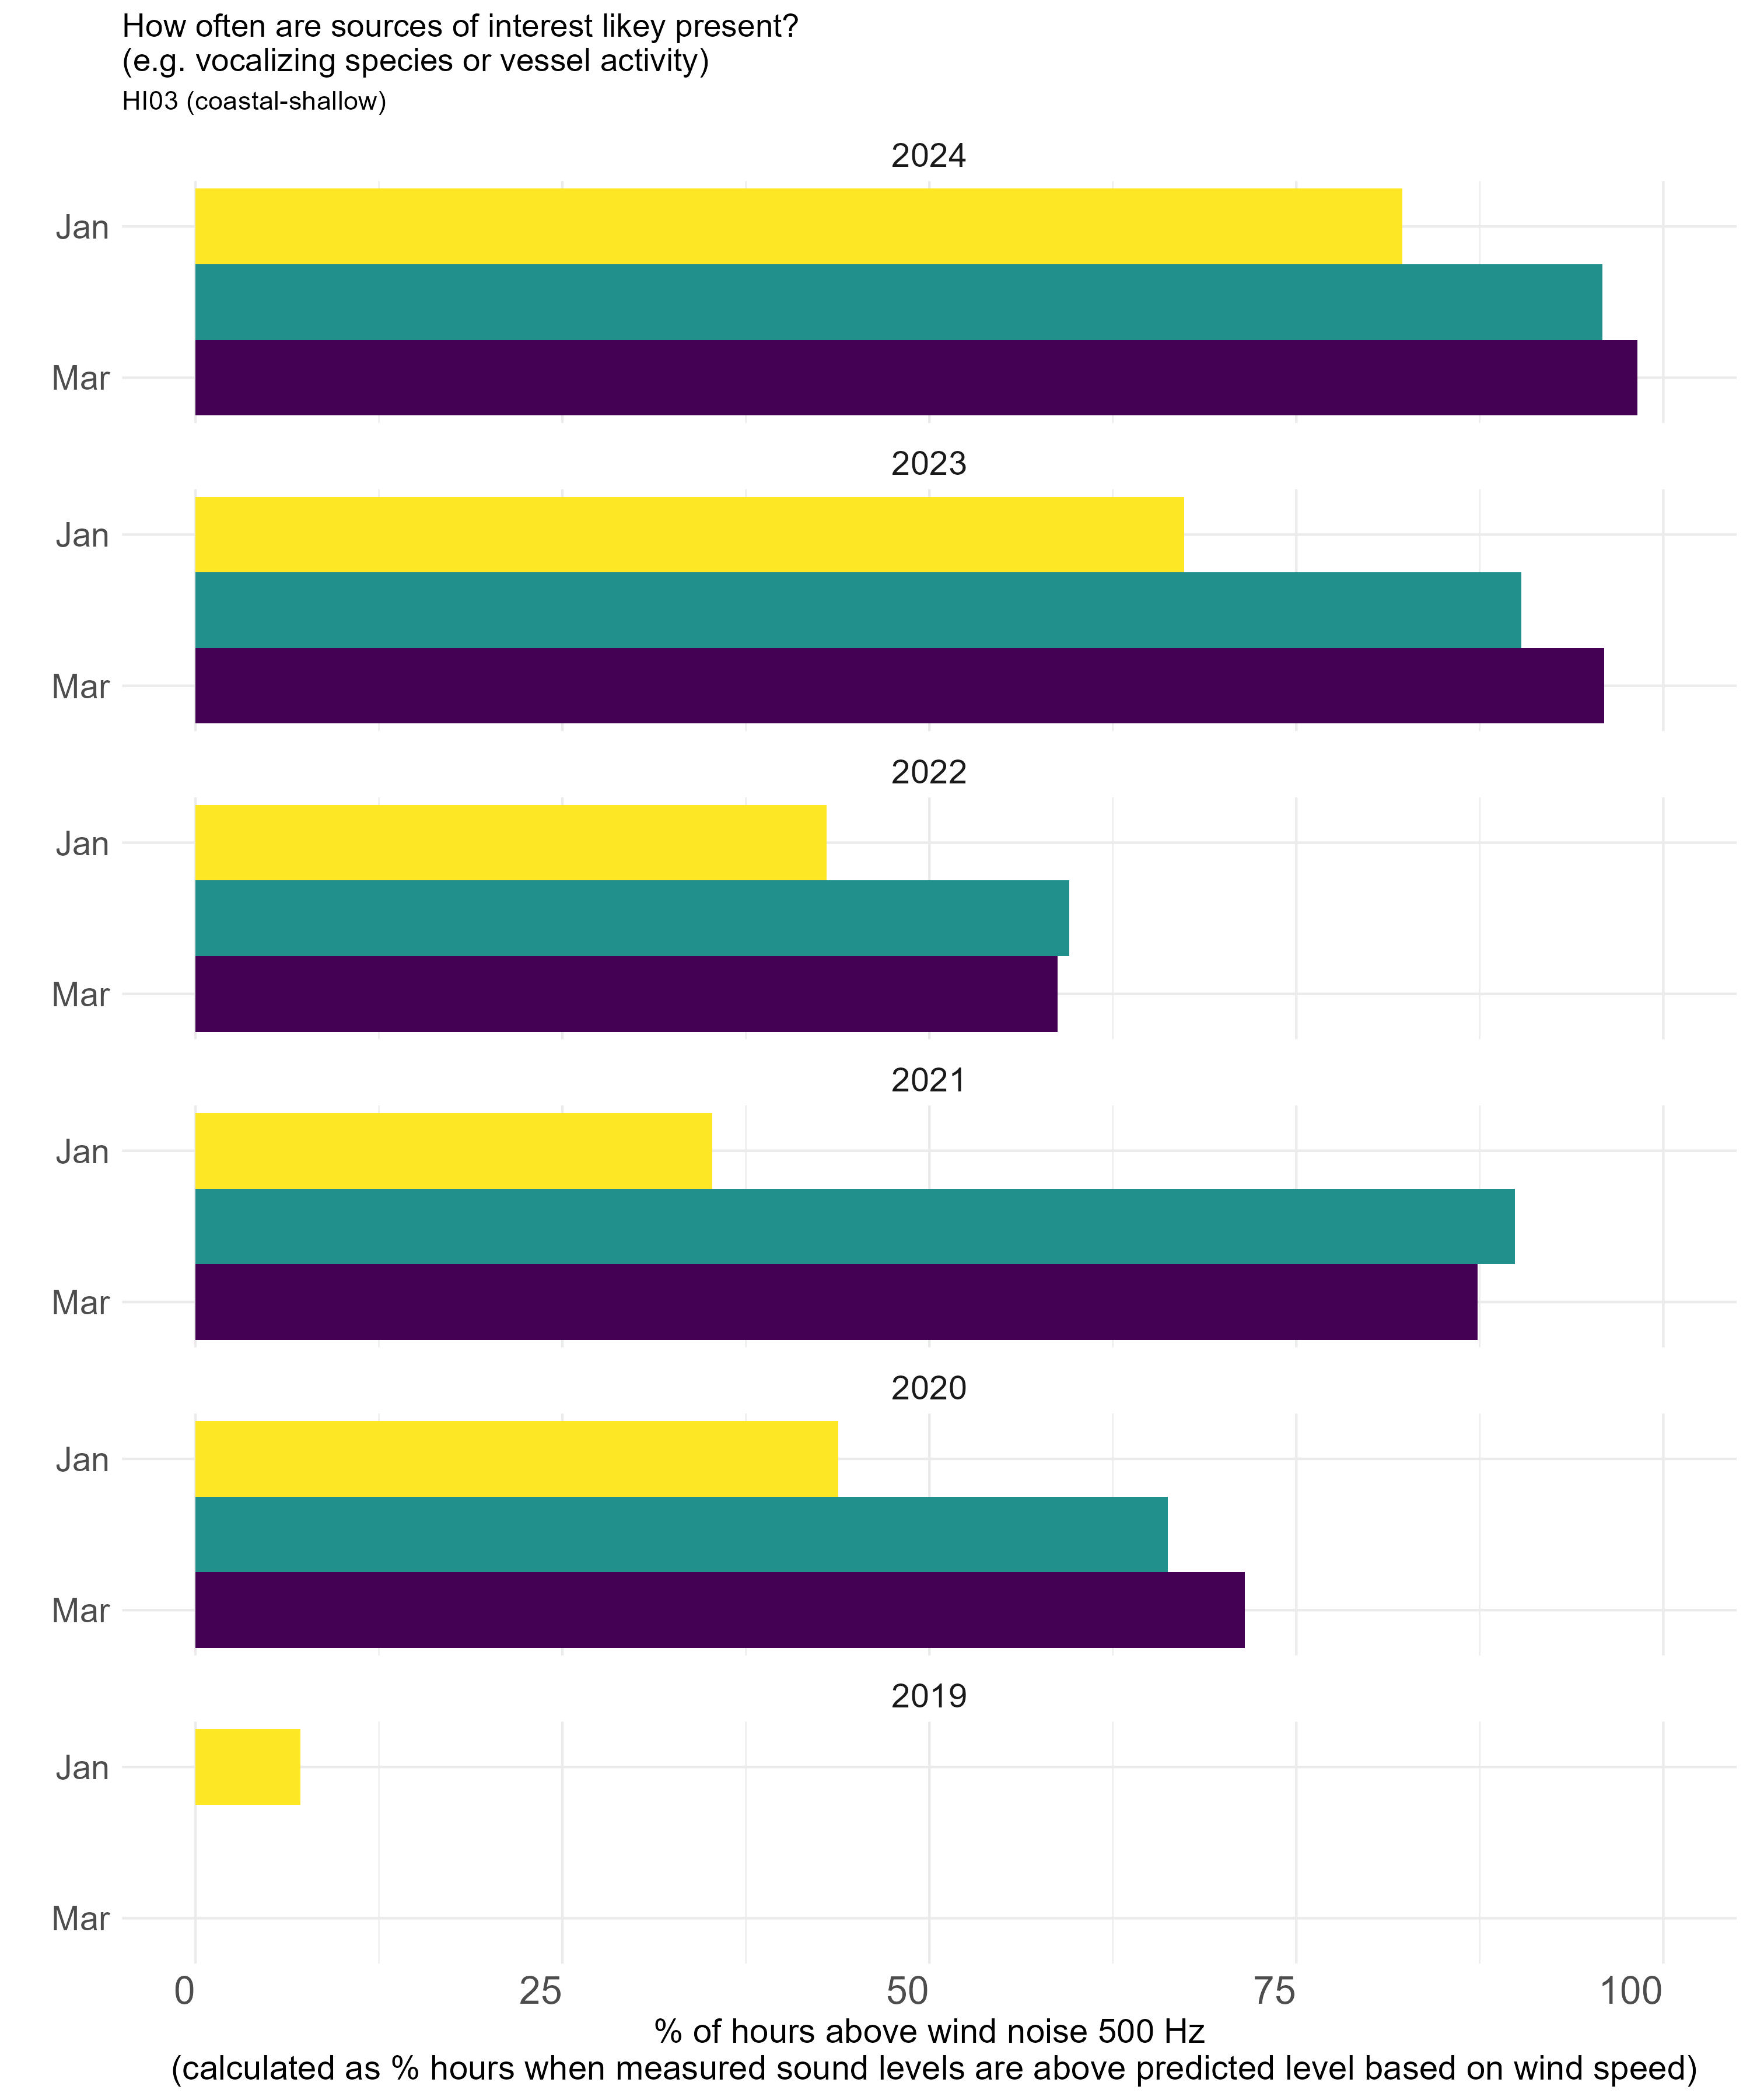 How often are sources of interest likey present?
(e.g. vocalizing species or vessel activity)
HI03 (coastal-shallow)
2024
Jan
Mar
2023
Jan
Mar
2022
Jan
Mar
2021
Jan
Mar
2020
Jan
Mar
2019
Jan
Mar
0 25 50 75 100
% of hours above wind noise 500 Hz
(calculated as % hours when measured sound levels are above predicted level based on wind speed)